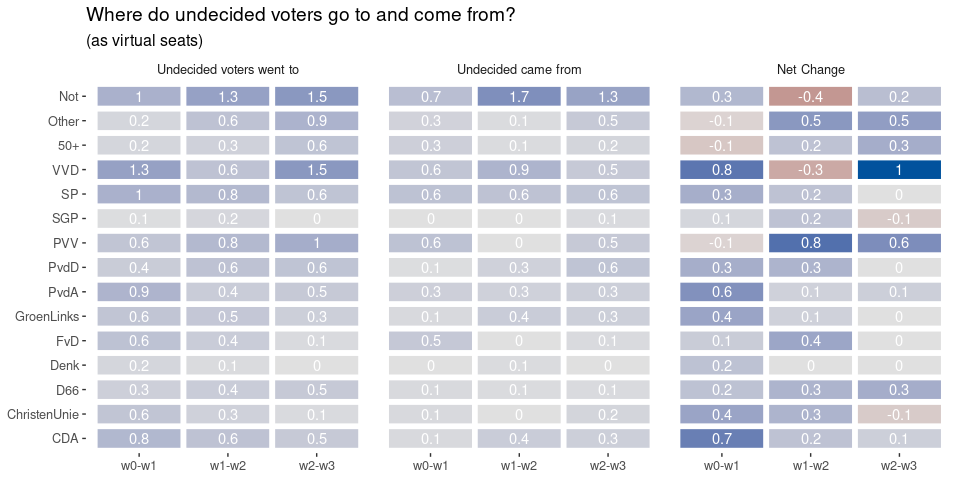 Where do undecided voters go to and come from?
(as virtual seats)
Undecided voters went to Undecided came from Net Change
Not 1 1.3 1.5 0.7 1.7 1.3 0.3 -0.4 0.2
Other 0.2 0.6 0.9 0.3 0.1 0.5 -0.1 0.5 0.5
50+ 0.2 0.3 0.6 0.3 0.1 0.2 -0.1 0.2 0.3
VVD 1.3 0.6 1.5 0.6 0.9 0.5 0.8 -0.3 1
SP 1 0.8 0.6 0.6 0.6 0.6 0.3 0.2 0
SGP 0.1 0.2 0 0 0 0.1 0.1 0.2 -0.1
PVV 0.6 0.8 1 0.6 0 0.5 -0.1 0.8 0.6
PvdD 0.4 0.6 0.6 0.1 0.3 0.6 0.3 0.3 0
PvdA 0.9 0.4 0.5 0.3 0.3 0.3 0.6 0.1 0.1
GroenLinks 0.6 0.5 0.3 0.1 0.4 0.3 0.4 0.1 0
FvD 0.6 0.4 0.1 0.5 0 0.1 0.1 0.4 0
Denk 0.2 0.1 0 0 0.1 0 0.2 0 0
D66 0.3 0.4 0.5 0.1 0.1 0.1 0.2 0.3 0.3
ChristenUnie 0.6 0.3 0.1 0.1 0 0.2 0.4 0.3 -0.1
CDA 0.8 0.6 0.5 0.1 0.4 0.3 0.7 0.2 0.1
w0-w1 w1-w2 w2-w3 w0-w1 w1-w2 w2-w3 w0-w1 w1-w2 w2-w3